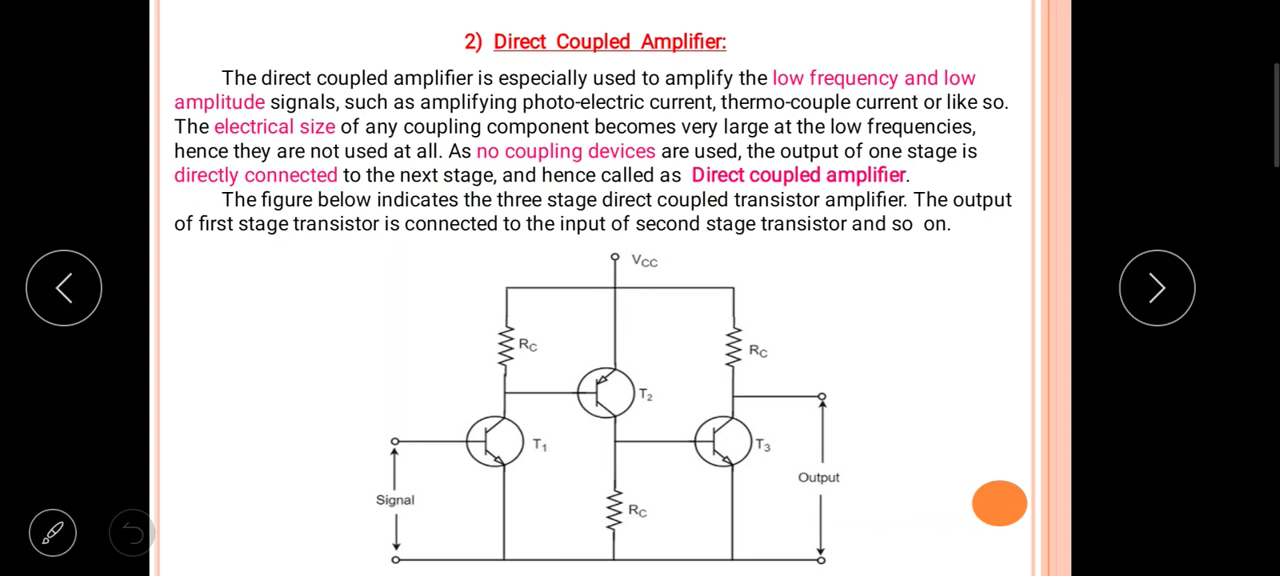 2) Direct Coupled Amplifier:
The direct coupled amplifier is especially used to amplify the low frequency and low
amplitude signals, such as amplifying photo-electric current, thermo-couple current or like so.
The electrical size of any coupling component becomes very large at the low frequencies,
hence they are not used at all. As no coupling devices are used, the output of one stage is
directly connected to the next stage, and hence called as Direct coupled amplifier.
The figure below indicates the three stage direct coupled transistor amplifier. The output
of first stage transistor is connected to the input of second stage transistor and so on.
VCC
RC
RC
T2
T1
T3
Output
Signal
RC